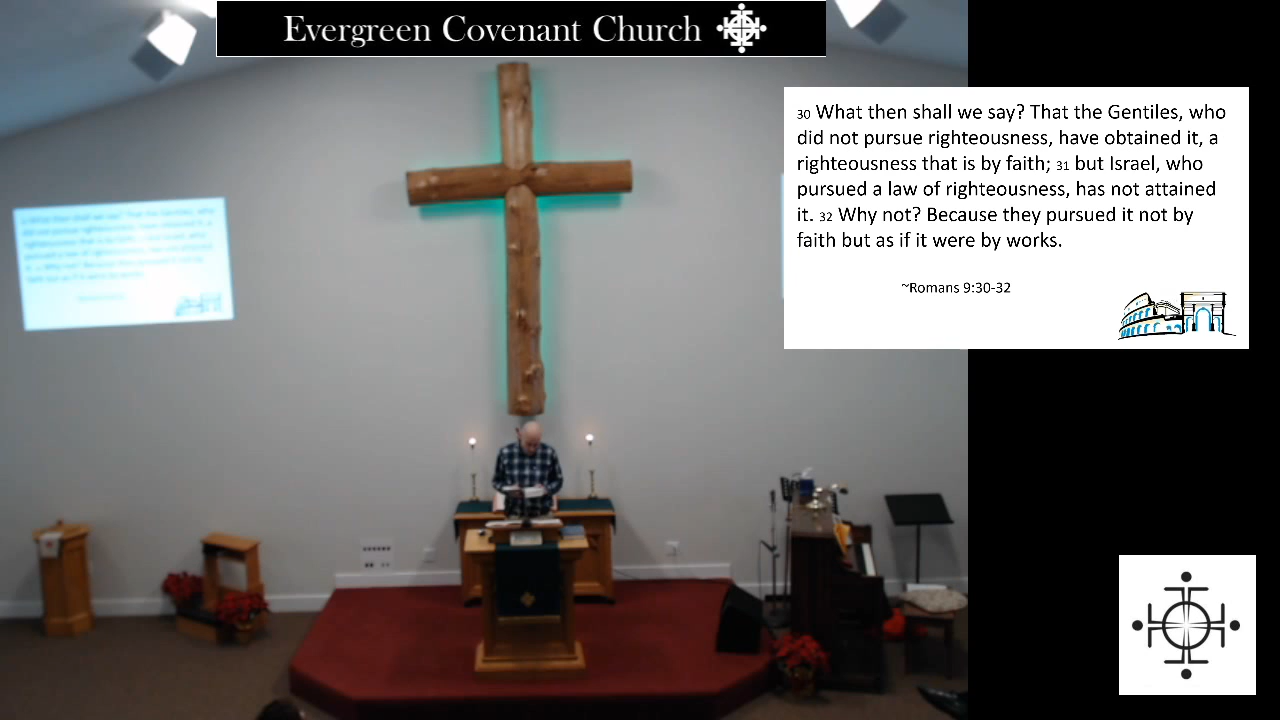 Evergreen Covenant Church
30 What then shall we say? That the Gentiles, who
did not pursue righteousness, have obtained it, a
righteousness that is by faith; 31 but Israel, who
pursued a law of righteousness, has not attained
it. 32 Why not? Because they pursued it not by
faith but as if it were by works.
~Romans 9:30-32